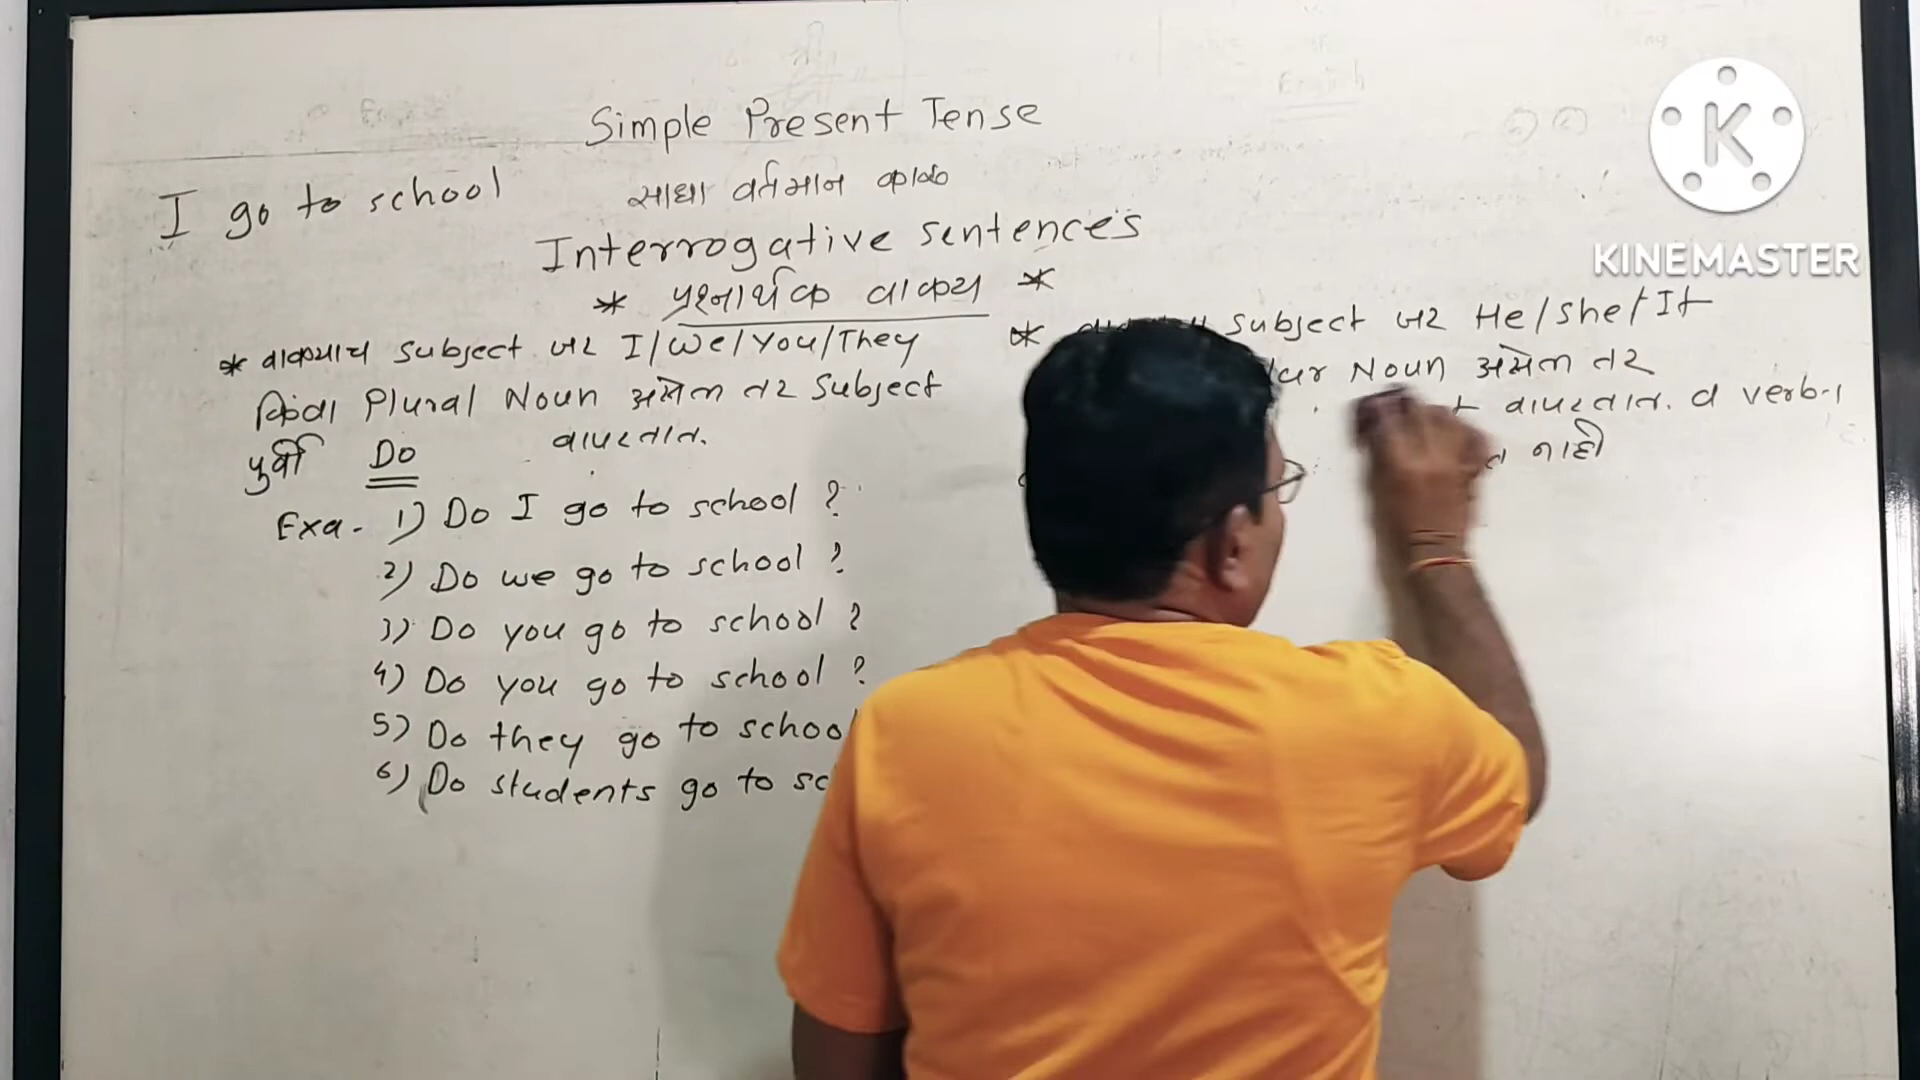 Simple Present Tense
I go to school
साधा वर्तमान काळ
Interrogative sentences
* प्रश्नार्थक वाक्य *
* वाक्याचा subject जर I/We/You/They
किंवा Plural Noun असेल तर Subject
पुर्वी Do वापरतात.
Exa - 1) Do I go to school ?
2) Do we go to school ?
3) Do you go to school ?
4) Do you go to school ?
5) Do they go to schoo
6) Do students go to sc
* subject जर He/She/It
Noun असेल तर
वापरतात. व verb-1
नाही
K
KINEMASTER